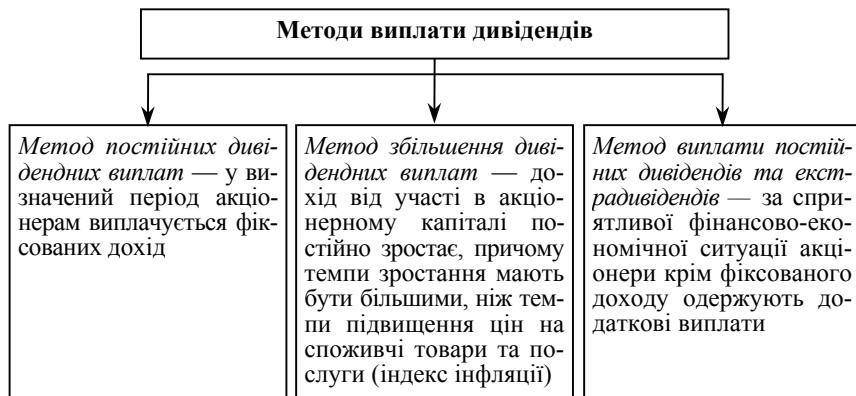 Методи виплати дивідендів
Метод постійних диві-
дендних виплат — у ви-
значений період акціо-
нерам виплачується фік-
сованих дохід
Метод збільшення диві-
дендних виплат — до-
хід від участі в акці-
онерному капіталі по-
стійно зростає, причому
темпи зростання мають
бути більшими, ніж тем-
пи підвищення цін на
споживчі товари та по-
слуги (індекс інфляції)
Метод виплати постій-
них дивідендів та екст-
радивідендів — за спри-
ятливої фінансово-еко-
номічної ситуації акці-
онери крім фіксованого
доходу одержують до-
даткові виплати